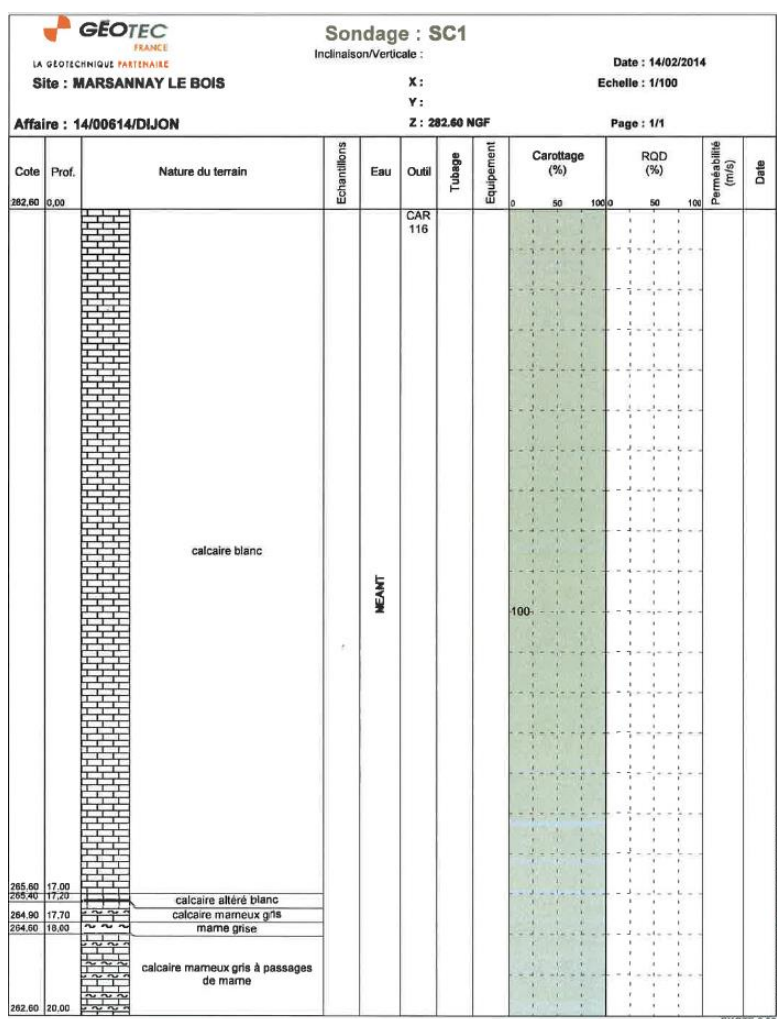 GÉOTEC
FRANCE
LA GÉOTECHNIQUE PARTENAIRE
Sondage : SC1
Inclinaison/Verticale :
Date : 14/02/2014
Site : MARSANNAY LE BOIS
X :
Echelle : 1/100
Y :
Affaire : 14/00614/DIJON
Z : 282.60 NGF
Page : 1/1
Cote
Prof.
Nature du terrain
Echantillons
Eau
Outil
Tubage
Equipement
Carottage
(%)
RQD
(%)
Perméabilité
(m/s)
Date
282,60 0,00
0 50 100
0 50 100
CAR
116
calcaire blanc
NEANT
100
265.60 17.00
265.40 17,20
calcaire altéré blanc
264.90 17,70
calcaire marneux gris
264.60 18,00
marne grise
calcaire marneux gris à passages
de marne
262.60 20,00